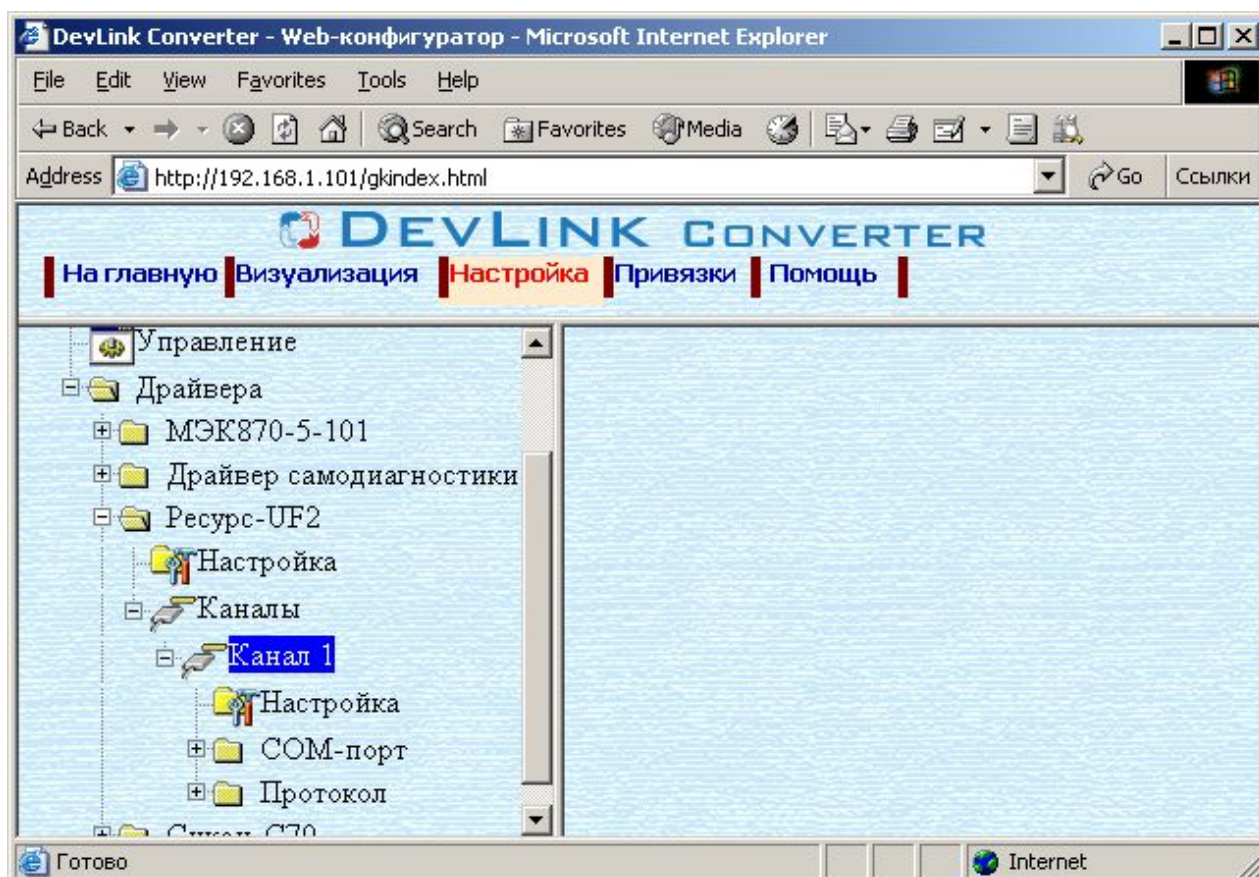 DevLink Converter - Web-конфигуратор - Microsoft Internet Explorer
File Edit View Favorites Tools Help
Back Search Favorites Media
Address http://192.168.1.101/gkindex.html Go Ссылки
DEVLINK CONVERTER
На главную Визуализация Настройка Привязки Помощь
Управление
Драйвера
МЭК870-5-101
Драйвер самодиагностики
Ресурс-UF2
Настройка
Каналы
Канал 1
Настройка
COM-порт
Протокол
Готово Internet